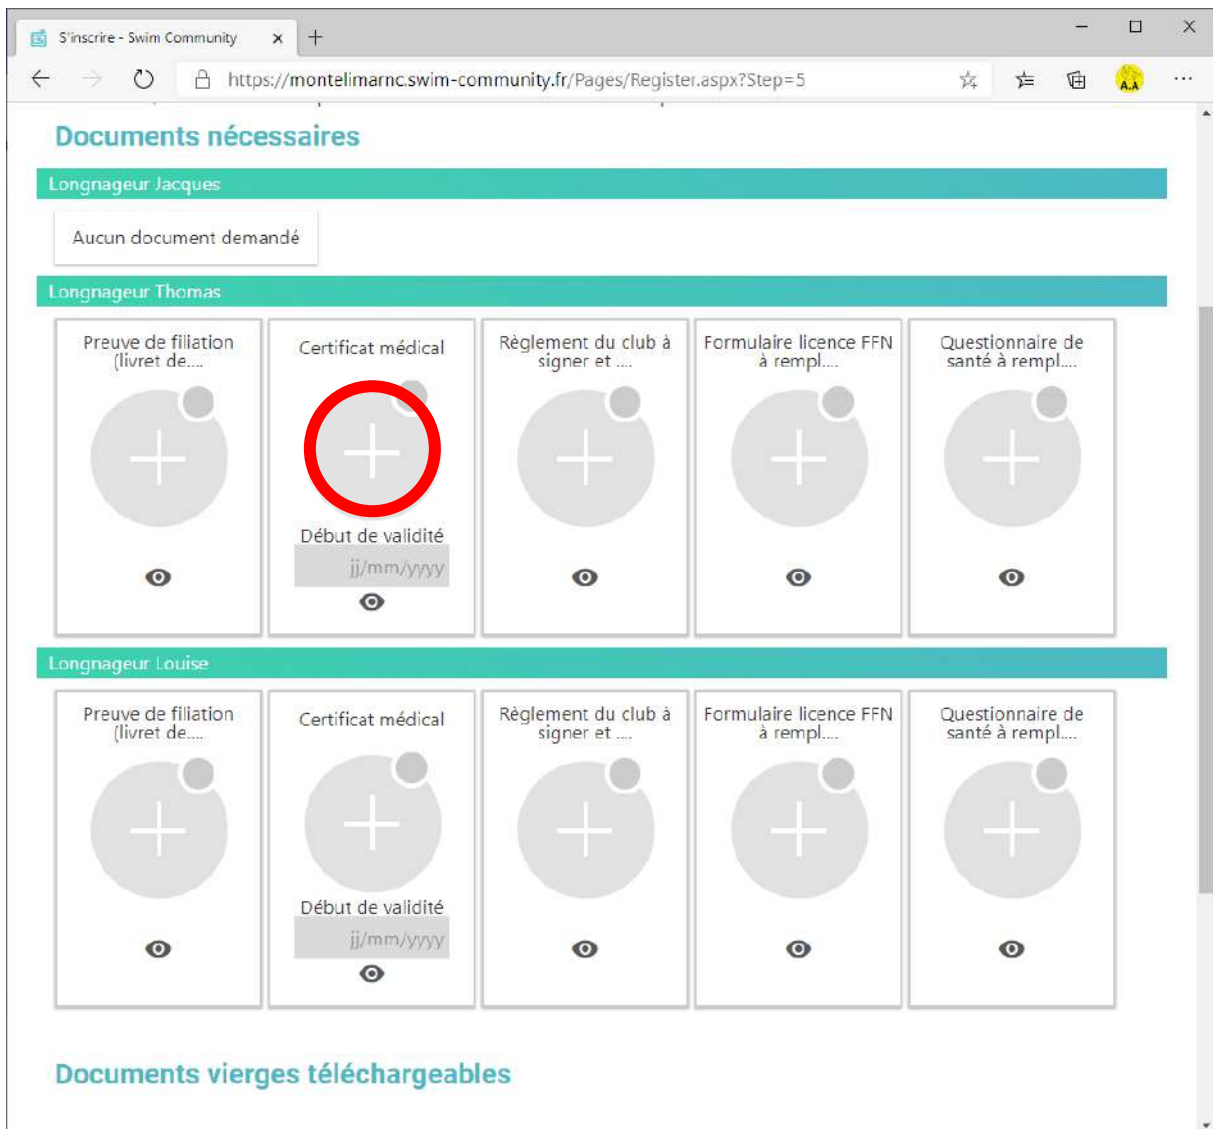 S'inscrire - Swim Community
https://montelimarnc.swim-community.fr/Pages/Register.aspx?Step=5
A.A
Documents nécessaires
Longnageur Jacques
Aucun document demandé
Longnageur Thomas
Preuve de filiation
(livret de....
Certificat médical
Début de validité
jj/mm/yyyy
Règlement du club à
signer et ....
Formulaire licence FFN
à rempl....
Questionnaire de
santé à rempl....
Longnageur Louise
Preuve de filiation
(livret de....
Certificat médical
Début de validité
jj/mm/yyyy
Règlement du club à
signer et ....
Formulaire licence FFN
à rempl....
Questionnaire de
santé à rempl....
Documents vierges téléchargeables